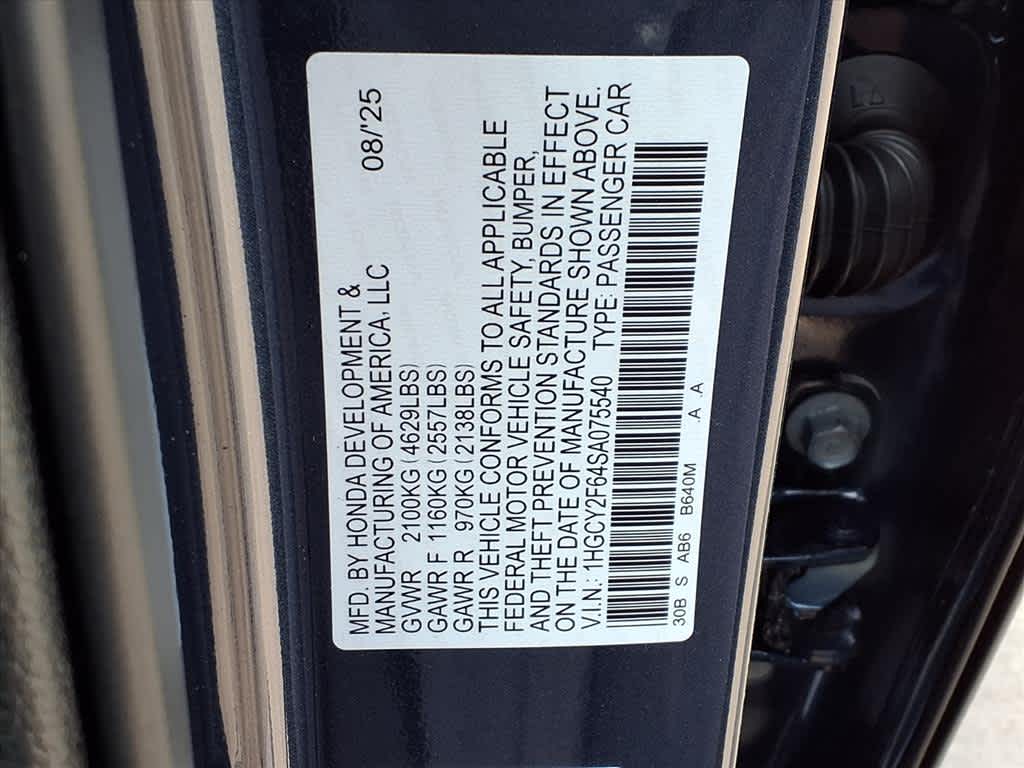 MFD. BY HONDA DEVELOPMENT & 08/'25
MANUFACTURING OF AMERICA, LLC
GVWR 2100KG (4629LBS)
GAWR F 1160KG (2557LBS)
GAWR R 970KG (2138LBS)
THIS VEHICLE CONFORMS TO ALL APPLICABLE
FEDERAL MOTOR VEHICLE SAFETY, BUMPER,
AND THEFT PREVENTION STANDARDS IN EFFECT
ON THE DATE OF MANUFACTURE SHOWN ABOVE.
V.I.N.: 1HGCY2F64SA075540 TYPE: PASSENGER CAR
30B S AB6 B640M .A .A